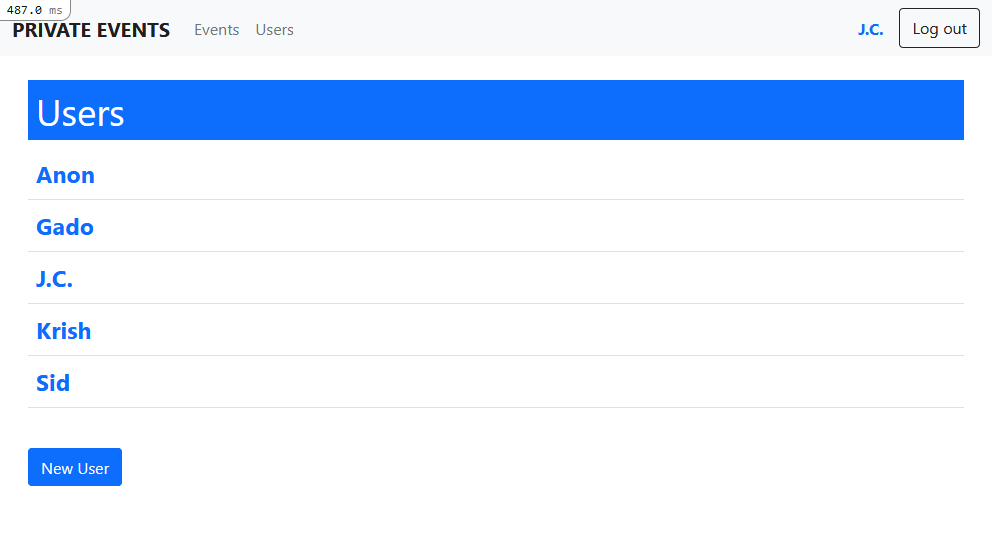 487.0 ms
PRIVATE EVENTS Events Users J.C. Log out
Users
Anon
Gado
J.C.
Krish
Sid
New User